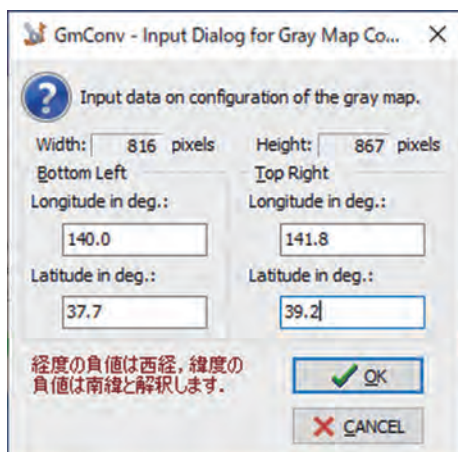 GmConv - Input Dialog for Gray Map Co...
Input data on configuration of the gray map.
Width: 816 pixels Height: 867 pixels
Bottom Left
Longitude in deg.:
140.0
Latitude in deg.:
37.7
Top Right
Longitude in deg.:
141.8
Latitude in deg.:
39.2
経度の負値は西経，緯度の
負値は南緯と解釈します．
OK
CANCEL